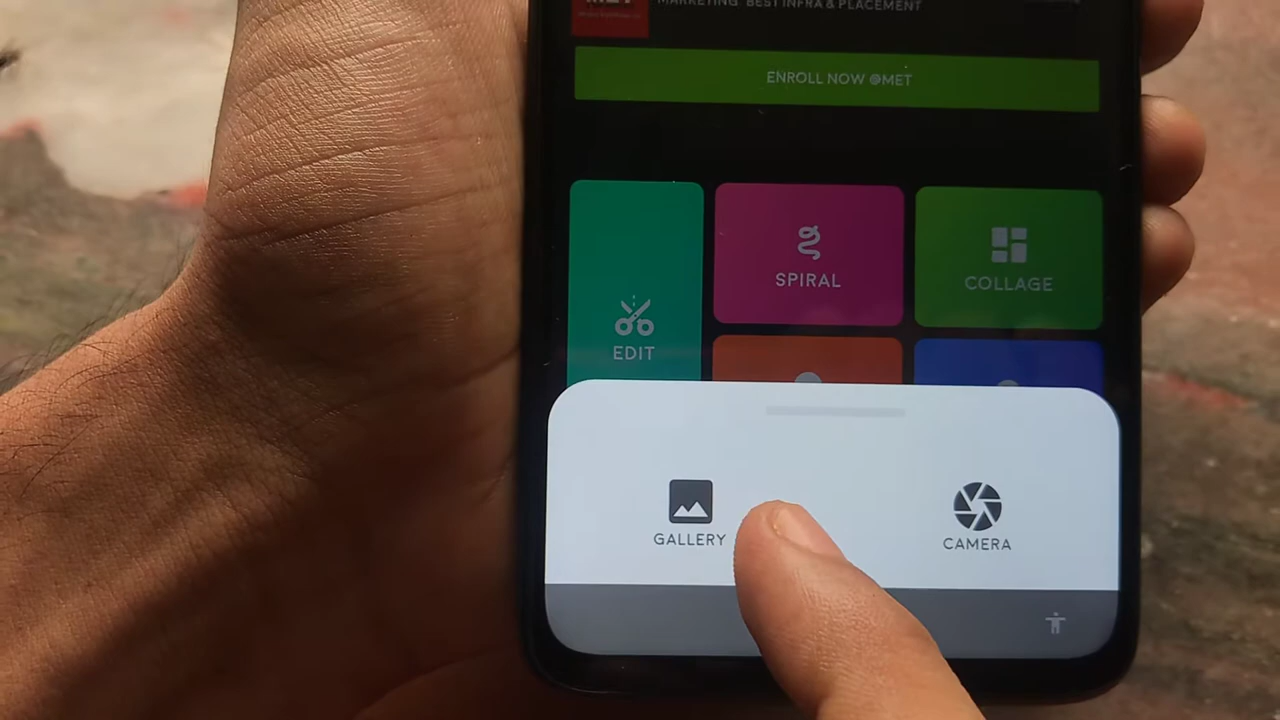 MARKETING BEST INFRA & PLACEMENT
ENROLL NOW @MET
SPIRAL
COLLAGE
EDIT
GALLERY
CAMERA